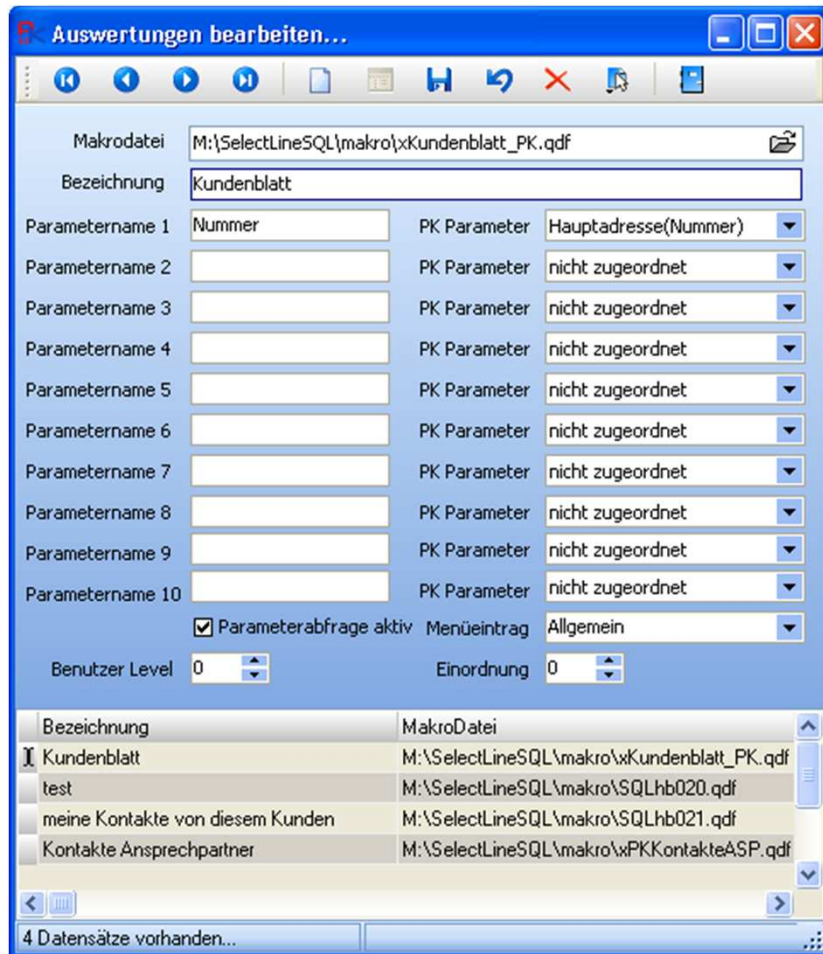 Auswertungen bearbeiten...
Makrodatei M:\SelectLineSQL\makro\xKundenblatt_PK.qdf
Bezeichnung Kundenblatt
Parametername 1 Nummer PK Parameter Hauptadresse(Nummer)
Parametername 2 PK Parameter nicht zugeordnet
Parametername 3 PK Parameter nicht zugeordnet
Parametername 4 PK Parameter nicht zugeordnet
Parametername 5 PK Parameter nicht zugeordnet
Parametername 6 PK Parameter nicht zugeordnet
Parametername 7 PK Parameter nicht zugeordnet
Parametername 8 PK Parameter nicht zugeordnet
Parametername 9 PK Parameter nicht zugeordnet
Parametername 10 PK Parameter nicht zugeordnet
Parameterabfrage aktiv Menüeintrag Allgemein
Benutzer Level 0 Einordnung 0
Bezeichnung MakroDatei
Kundenblatt M:\SelectLineSQL\makro\xKundenblatt_PK.qdf
test M:\SelectLineSQL\makro\SQLhb020.qdf
meine Kontakte von diesem Kunden M:\SelectLineSQL\makro\SQLhb021.qdf
Kontakte Ansprechpartner M:\SelectLineSQL\makro\xPKKontakteASP.qdf
4 Datensätze vorhanden...